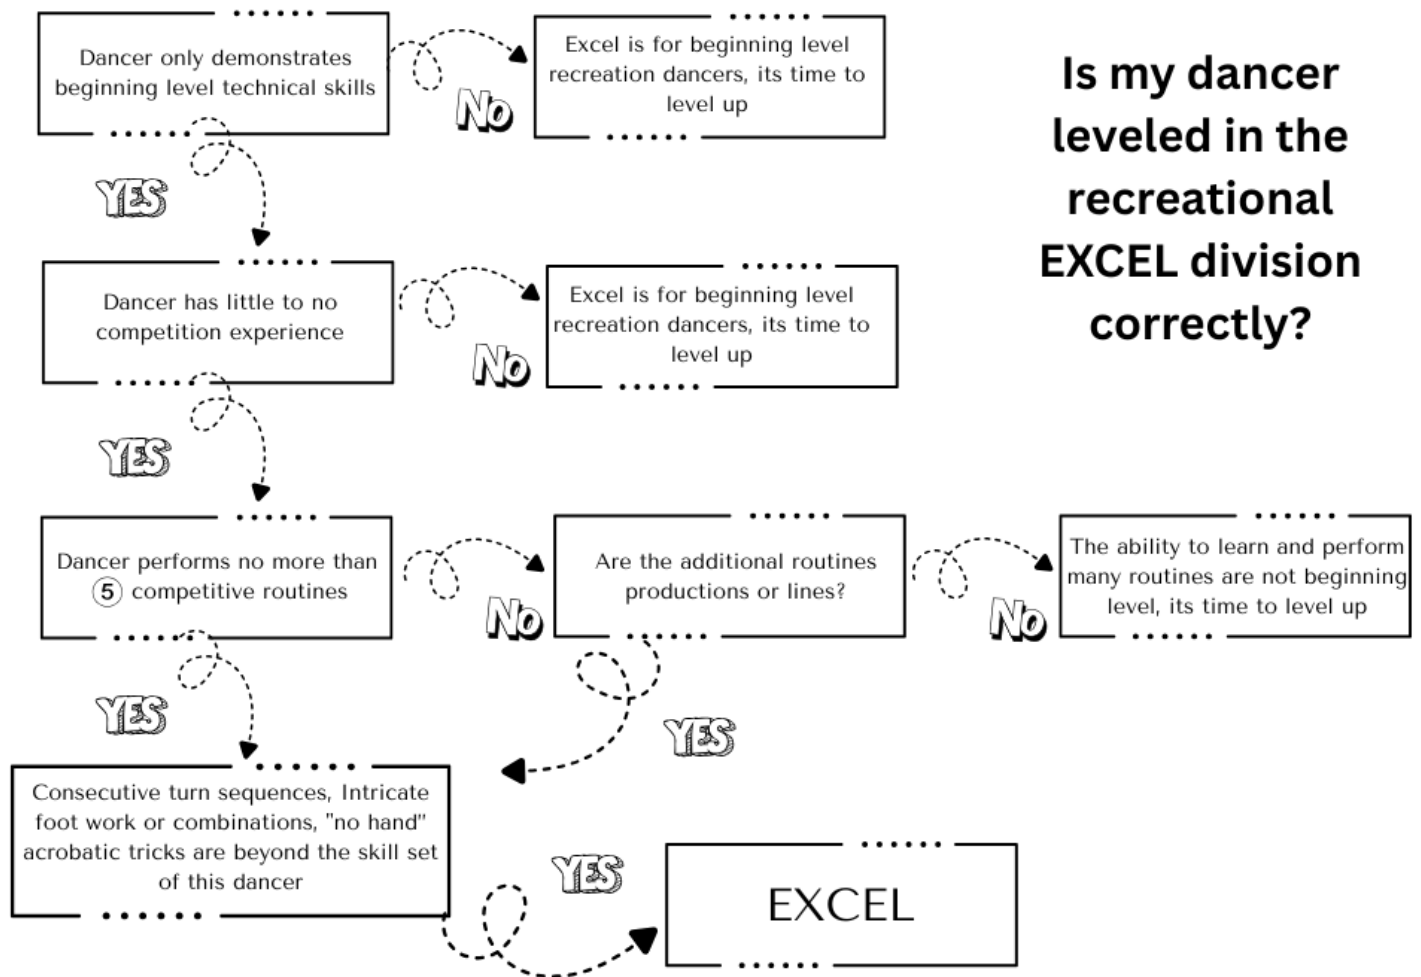 Dancer only demonstrates
beginning level technical skills
No
Excel is for beginning level
recreation dancers, its time to
level up
Is my dancer
leveled in the
recreational
EXCEL division
correctly?
YES
Dancer has little to no
competition experience
No
Excel is for beginning level
recreation dancers, its time to
level up
YES
Dancer performs no more than
5 competitive routines
No
Are the additional routines
productions or lines?
No
The ability to learn and perform
many routines are not beginning
level, its time to level up
YES
YES
Consecutive turn sequences, Intricate
foot work or combinations, "no hand"
acrobatic tricks are beyond the skill set
of this dancer
YES
EXCEL